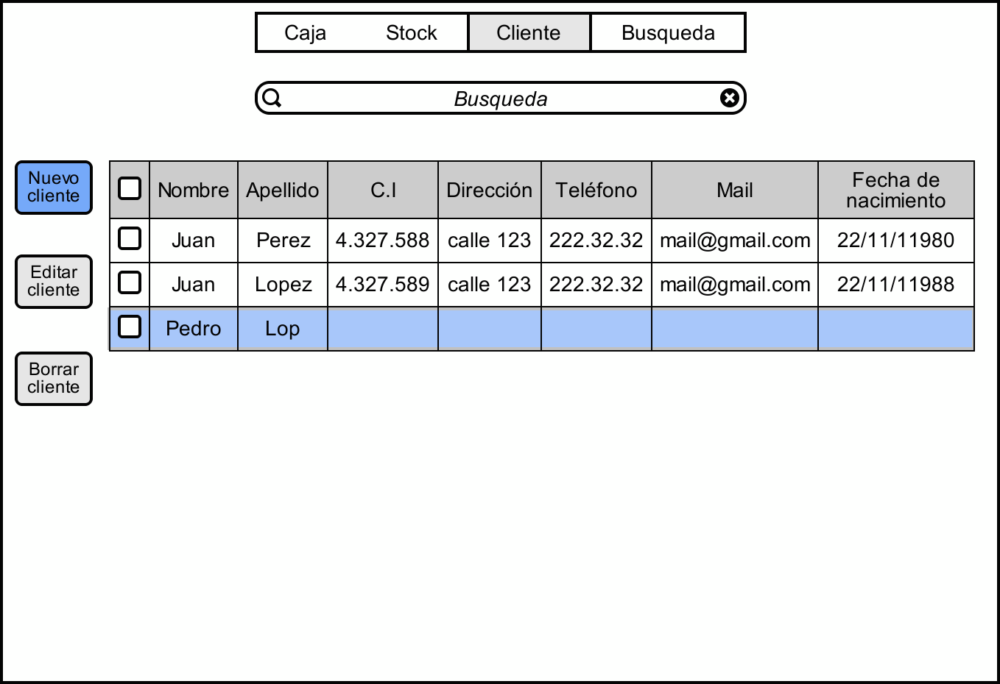 Caja Stock Cliente Busqueda
Busqueda
Nuevo
cliente
Editar
cliente
Borrar
cliente
Nombre Apellido C.I Dirección Teléfono Mail Fecha de
nacimiento
Juan Perez 4.327.588 calle 123 222.32.32 mail@gmail.com 22/11/11980
Juan Lopez 4.327.589 calle 123 222.32.32 mail@gmail.com 22/11/11988
Pedro Lop